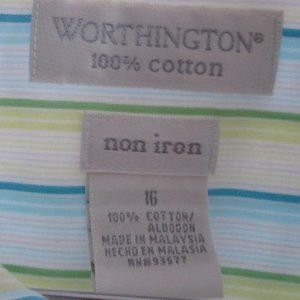 WORTHINGTON®
100% cotton
non iron
16
100% COTTON/
ALGODON
MADE IN MALAYSIA
HECHO EN MALASIA
RN#93677